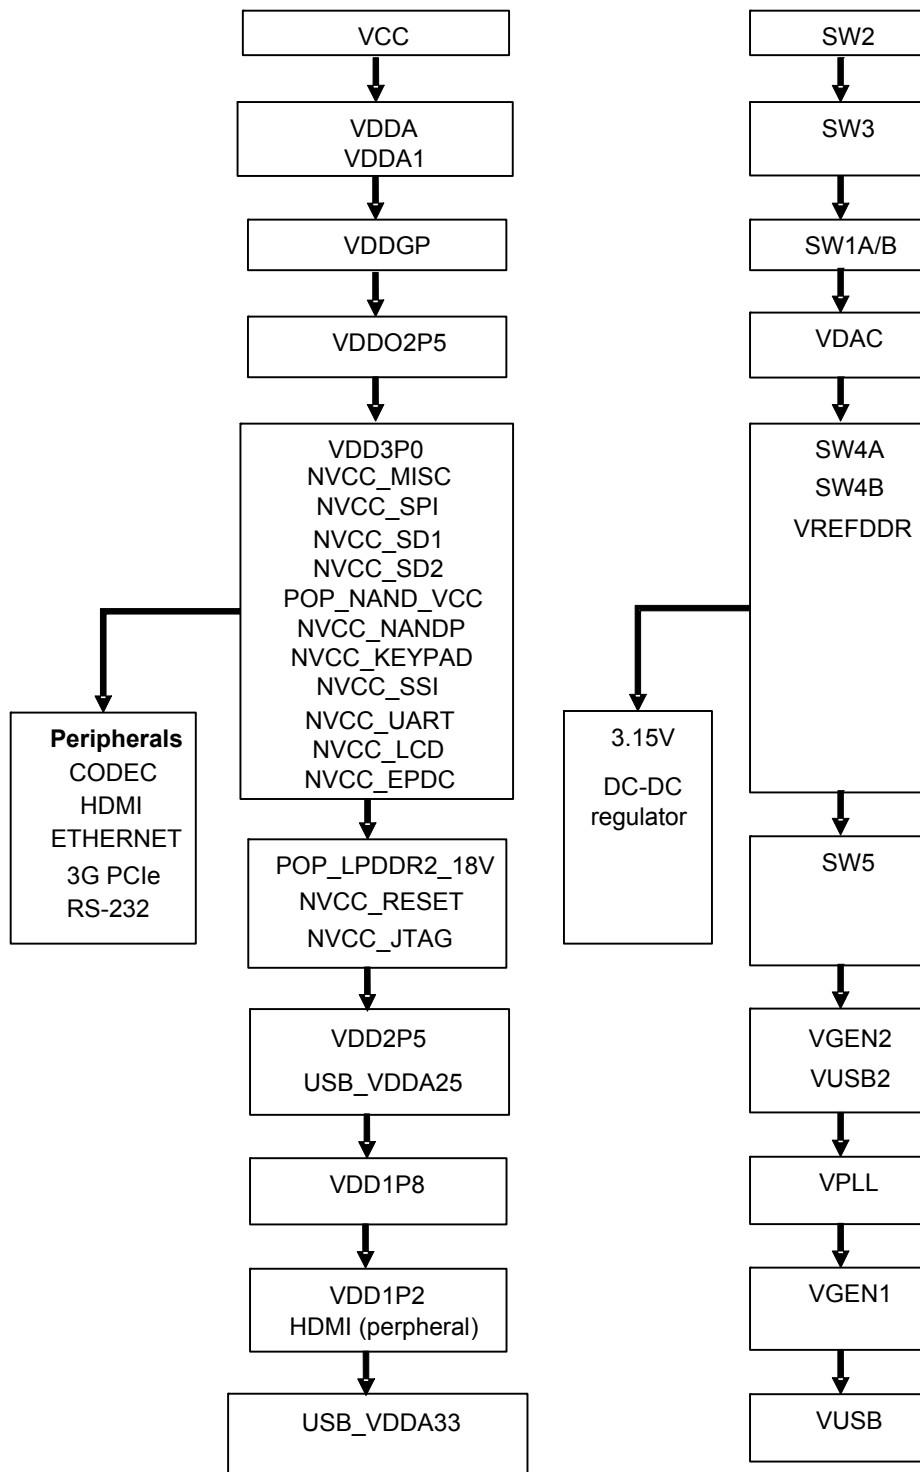 VCC
VDDA
VDDA1
VDDGP
VDDO2P5
VDD3P0
NVCC_MISC
NVCC_SPI
NVCC_SD1
NVCC_SD2
POP_NAND_VCC
NVCC_NANDP
NVCC_KEYPAD
NVCC_SSI
NVCC_UART
NVCC_LCD
NVCC_EPDC
Peripherals
CODEC
HDMI
ETHERNET
3G PCIe
RS-232
POP_LPDDR2_18V
NVCC_RESET
NVCC_JTAG
VDD2P5
USB_VDDA25
VDD1P8
VDD1P2
HDMI (perpheral)
USB_VDDA33
SW2
SW3
SW1A/B
VDAC
SW4A
SW4B
VREFDDR
3.15V
DC-DC
regulator
SW5
VGEN2
VUSB2
VPLL
VGEN1
VUSB